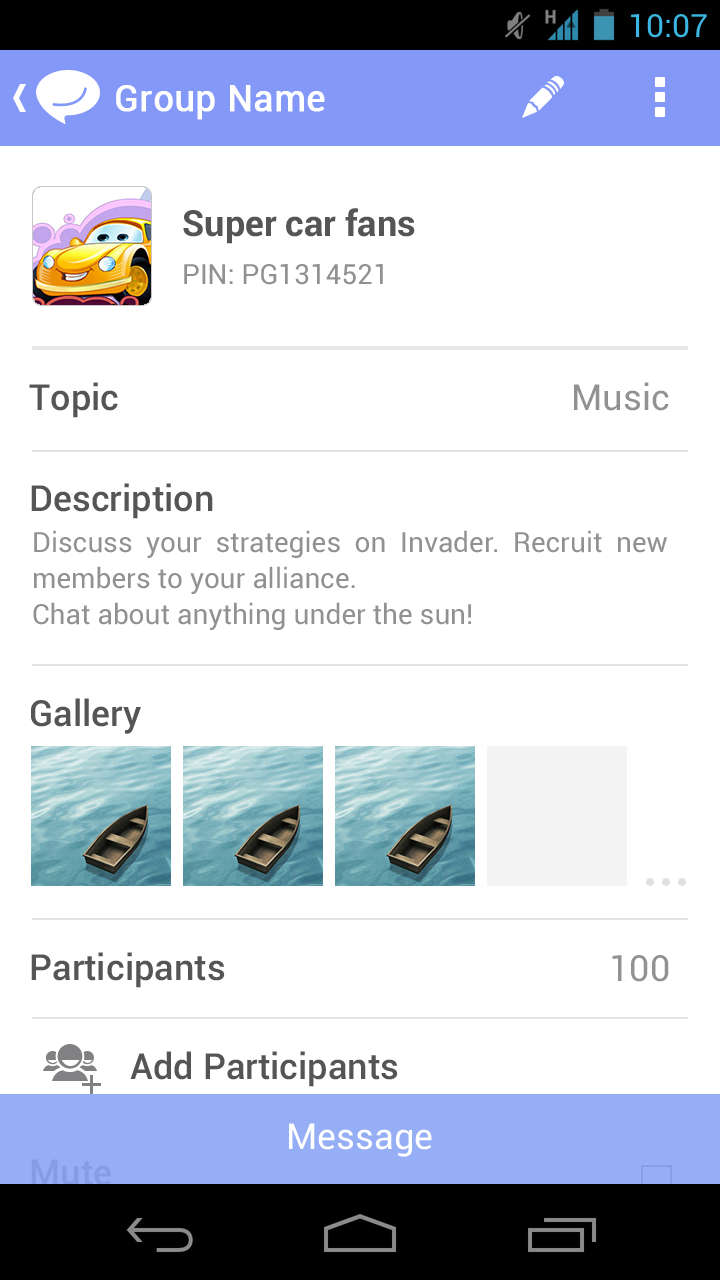 H
10:07
Group Name
Super car fans
PIN: PG1314521
Topic
Music
Description
Discuss your strategies on Invader. Recruit new
members to your alliance.
Chat about anything under the sun!
Gallery
Participants
100
Add Participants
Message
Mute